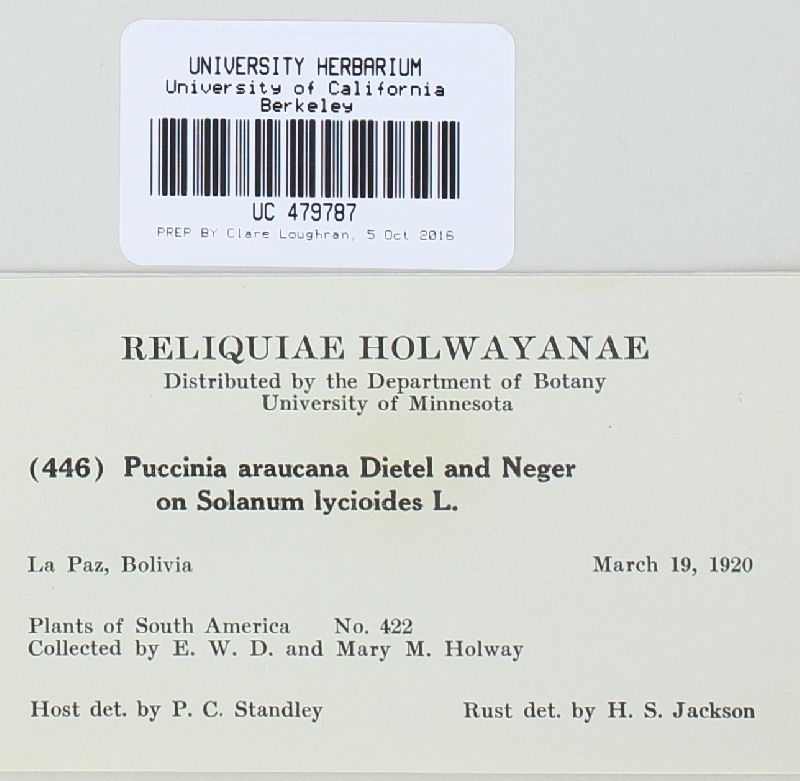 UNIVERSITY HERBARIUM
University of California
Berkeley
UC 479787
PREP BY Clare Loughran, 5 Oct 2016
RELIQUIAE HOLWAYANAE
Distributed by the Department of Botany
University of Minnesota
(446) Puccinia araucana Dietel and Neger
on Solanum lycioides L.
La Paz, Bolivia March 19, 1920
Plants of South America No. 422
Collected by E. W. D. and Mary M. Holway
Host det. by P. C. Standley Rust det. by H. S. Jackson